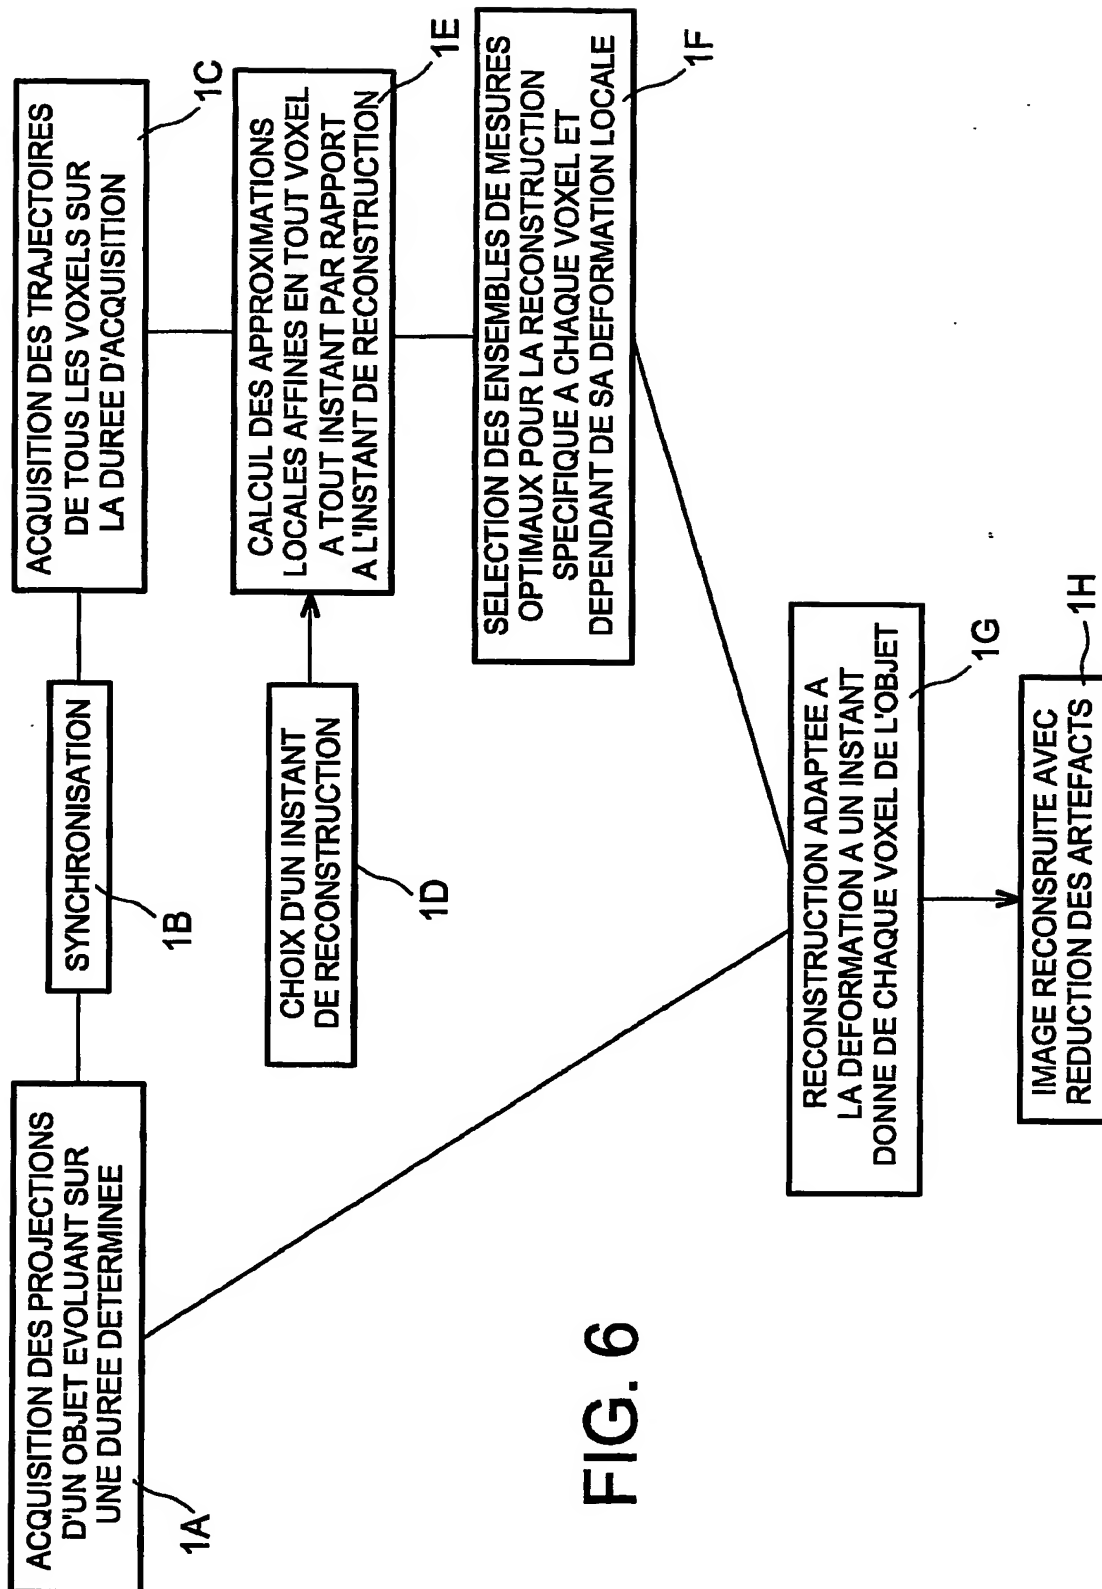 ACQUISITION DES PROJECTIONS
D'UN OBJET EVOLUANT SUR
UNE DUREE DETERMINEE
1A
SYNCHRONISATION
1B
ACQUISITION DES TRAJECTOIRES
DE TOUS LES VOXELS SUR
LA DUREE D'ACQUISITION
1C
CHOIX D'UN INSTANT
DE RECONSTRUCTION
1D
CALCUL DES APPROXIMATIONS
LOCALES AFFINES EN TOUT VOXEL
A TOUT INSTANT PAR RAPPORT
A L'INSTANT DE RECONSTRUCTION
1E
SELECTION DES ENSEMBLES DE MESURES
OPTIMAUX POUR LA RECONSTRUCTION
SPECIFIQUE A CHAQUE VOXEL ET
DEPENDANT DE SA DEFORMATION LOCALE
1F
RECONSTRUCTION ADAPTEE A
LA DEFORMATION A UN INSTANT
DONNE DE CHAQUE VOXEL DE L'OBJET
1G
IMAGE RECONSRUITE AVEC
REDUCTION DES ARTEFACTS
1H
FIG. 6